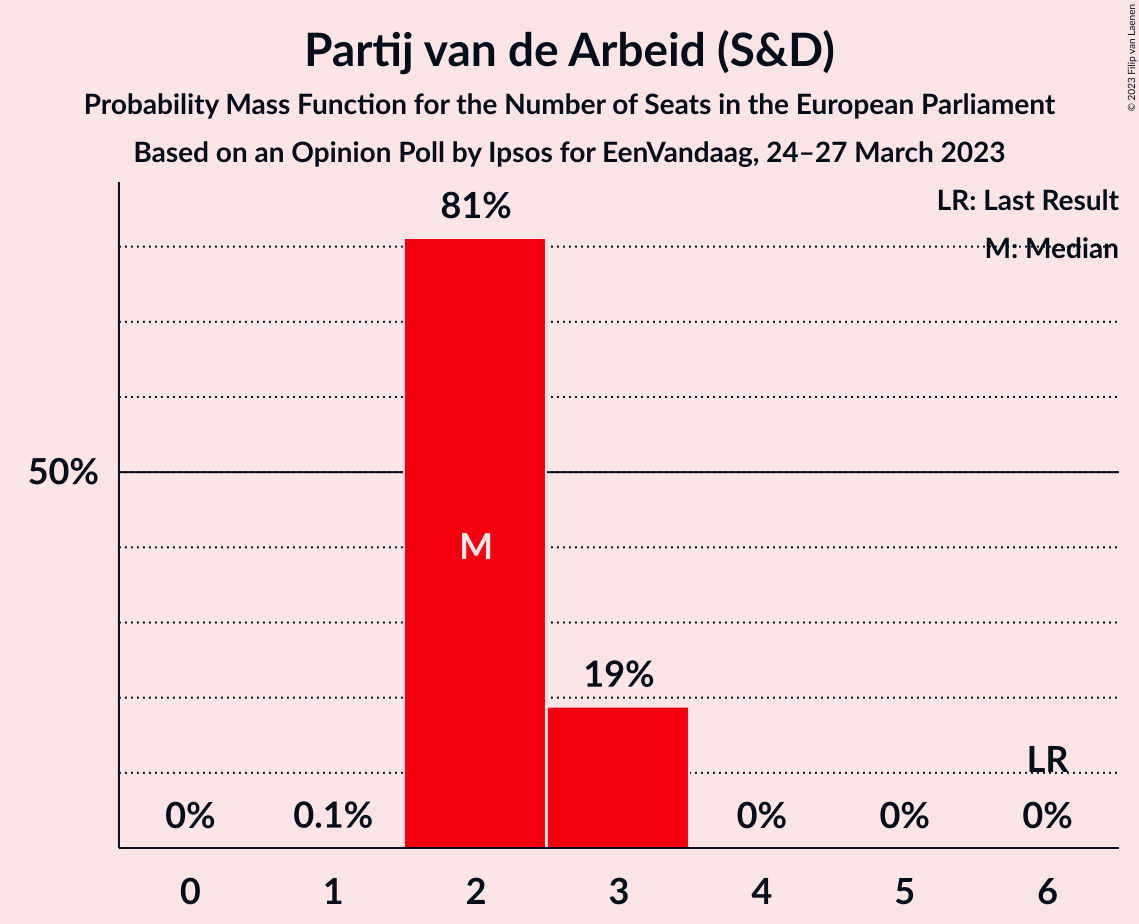 Partij van de Arbeid (S&D)
Probability Mass Function for the Number of Seats in the European Parliament
Based on an Opinion Poll by Ipsos for EenVandaag, 24–27 March 2023
© 2023 Filip van Laenen
LR: Last Result
M: Median
81%
50%
M
19%
LR
0% 0.1% 0% 0% 0%
0 1 2 3 4 5 6